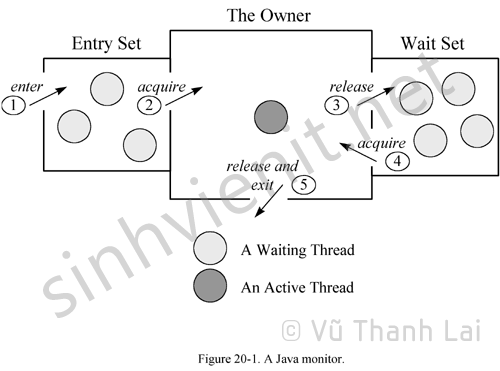 The Owner
Entry Set
Wait Set
enter
1
acquire
2
release
3
acquire
4
release and
exit
5
A Waiting Thread
An Active Thread
sinhvienit.net
© Vũ Thanh Lai
Figure 20-1. A Java monitor.